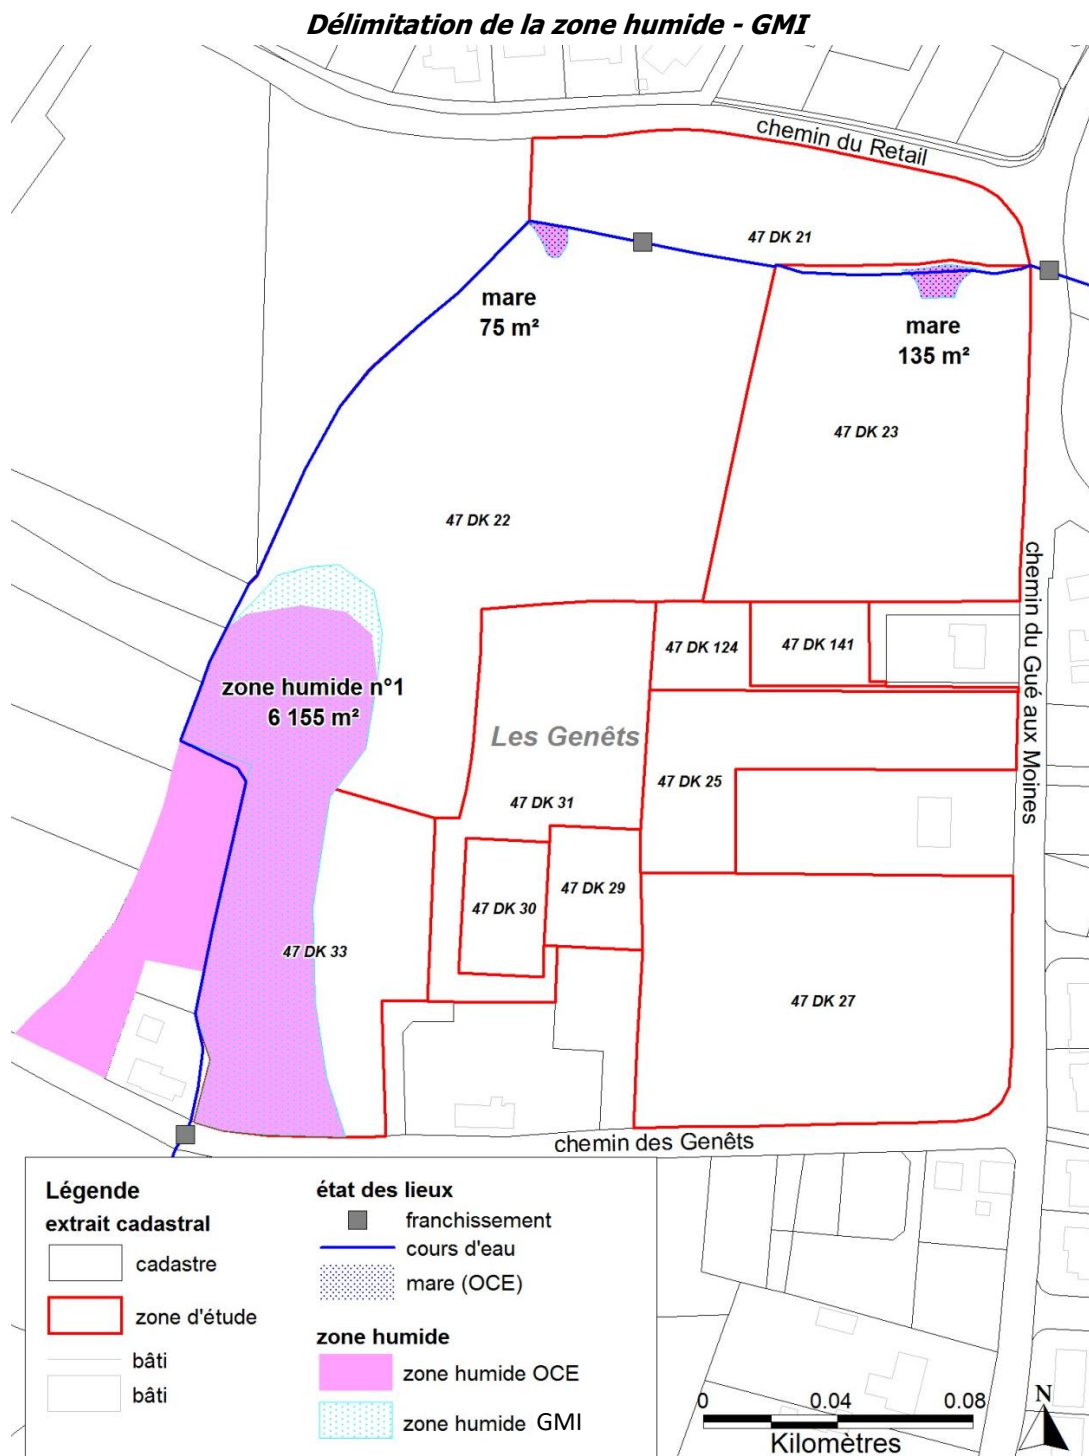 Délimitation de la zone humide - GMI
chemin du Retail
47 DK 21
mare
75 m²
mare
135 m²
47 DK 23
47 DK 22
chemin du Gué aux Moines
47 DK 124
47 DK 141
zone humide n°1
6 155 m²
Les Genêts
47 DK 25
47 DK 31
47 DK 29
47 DK 30
47 DK 33
47 DK 27
chemin des Genêts
Légende
extrait cadastral
cadastre
zone d'étude
bâti
bâti
état des lieux
franchissement
cours d'eau
mare (OCE)
zone humide
zone humide OCE
zone humide GMI
0 0.04 0.08
Kilomètres
N